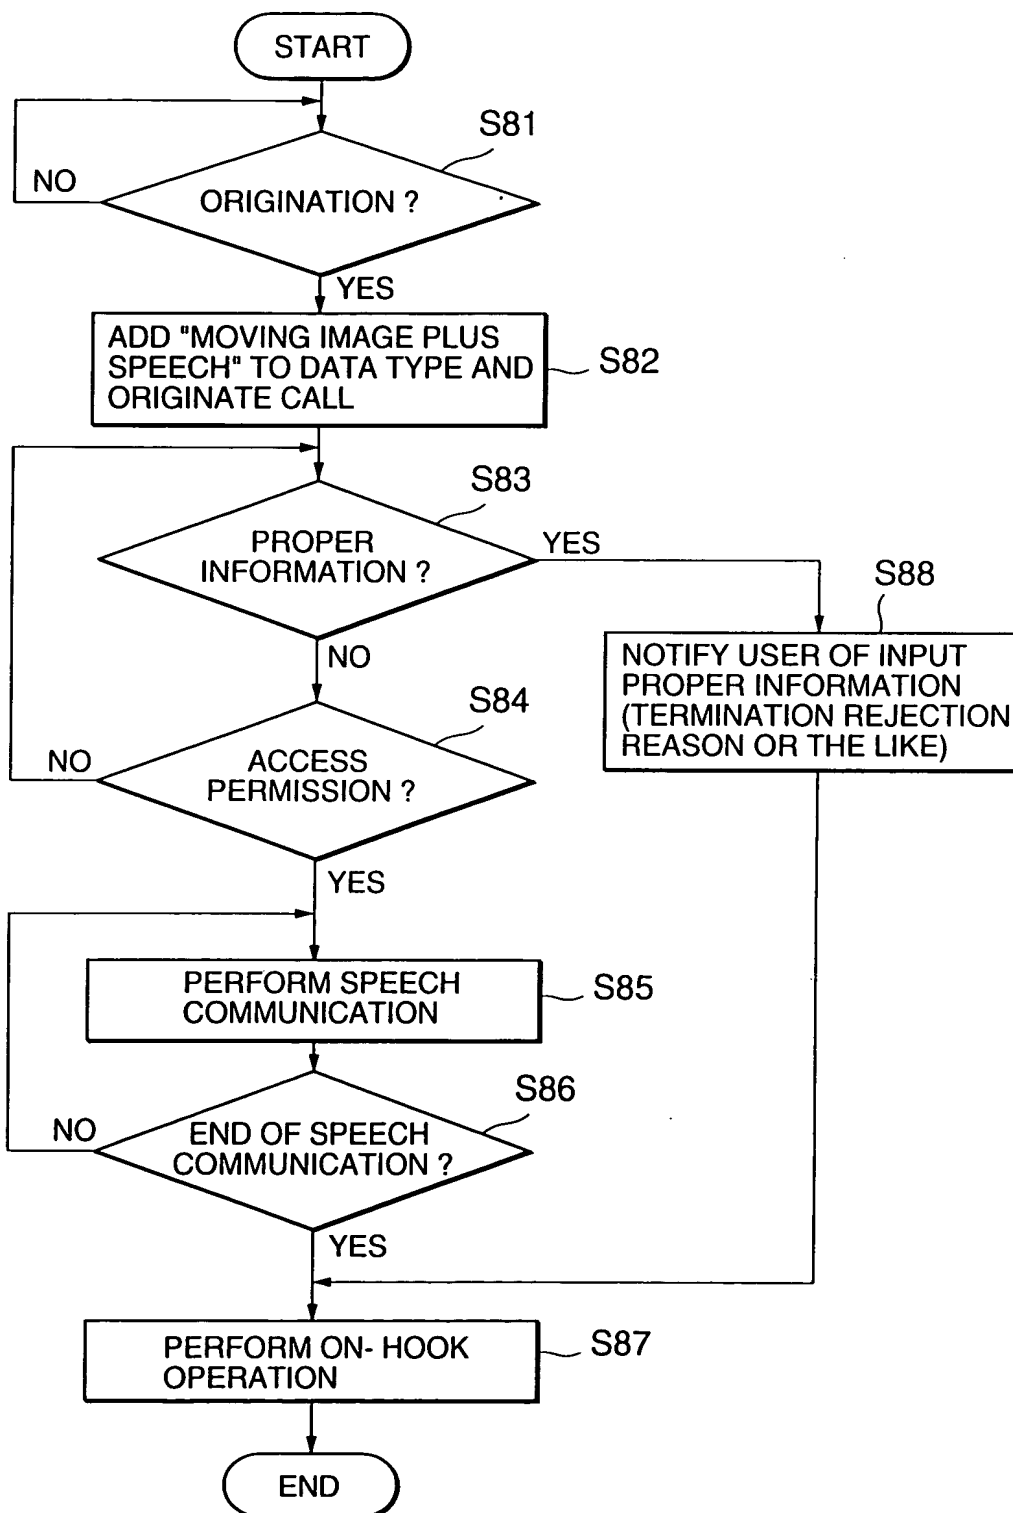 START
S81
NO
ORIGINATION ?
YES
ADD "MOVING IMAGE PLUS
SPEECH" TO DATA TYPE AND
ORIGINATE CALL
S82
S83
PROPER
INFORMATION ?
YES
S88
NO
NOTIFY USER OF INPUT
PROPER INFORMATION
(TERMINATION REJECTION
REASON OR THE LIKE)
S84
NO
ACCESS
PERMISSION ?
YES
PERFORM SPEECH
COMMUNICATION
S85
S86
NO
END OF SPEECH
COMMUNICATION ?
YES
PERFORM ON- HOOK
OPERATION
S87
END